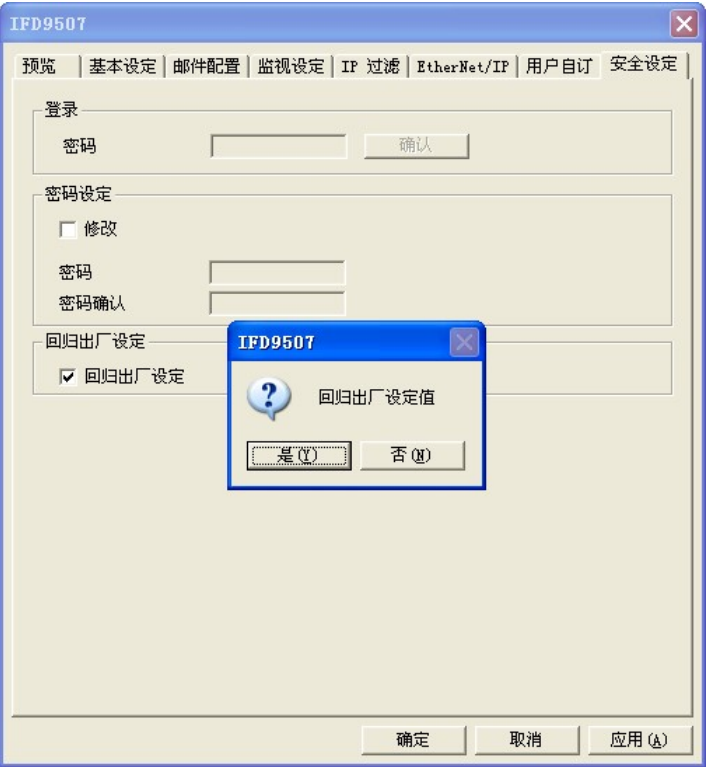 IFD9507
预览 基本设定 邮件配置 监视设定 IP 过滤 EtherNet/IP 用户自订 安全设定
登录
密码 确认
密码设定
修改
密码
密码确认
回归出厂设定
回归出厂设定
IFD9507
回归出厂设定值
是(Y) 否(N)
确定 取消 应用(A)